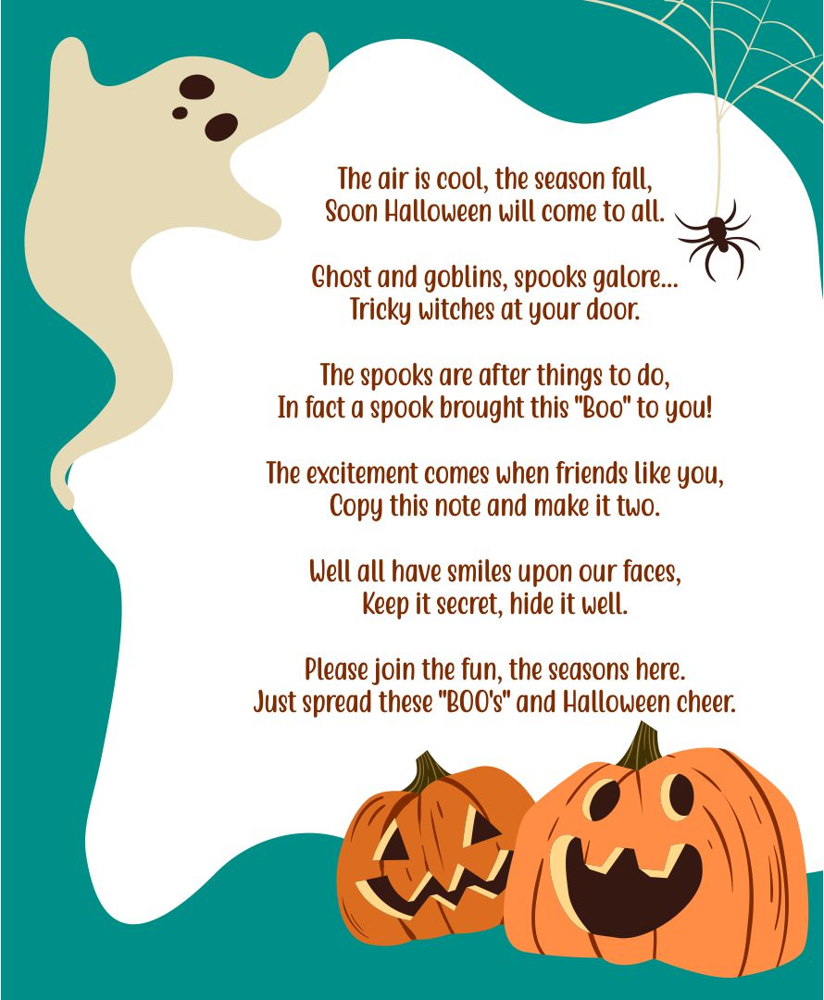 The air is cool, the season fall,
Soon Halloween will come to all.
Ghost and goblins, spooks galore...
Tricky witches at your door.
The spooks are after things to do,
In fact a spook brought this "Boo" to you!
The excitement comes when friends like you,
Copy this note and make it two.
Well all have smiles upon our faces,
Keep it secret, hide it well.
Please join the fun, the seasons here.
Just spread these "BOO's" and Halloween cheer.